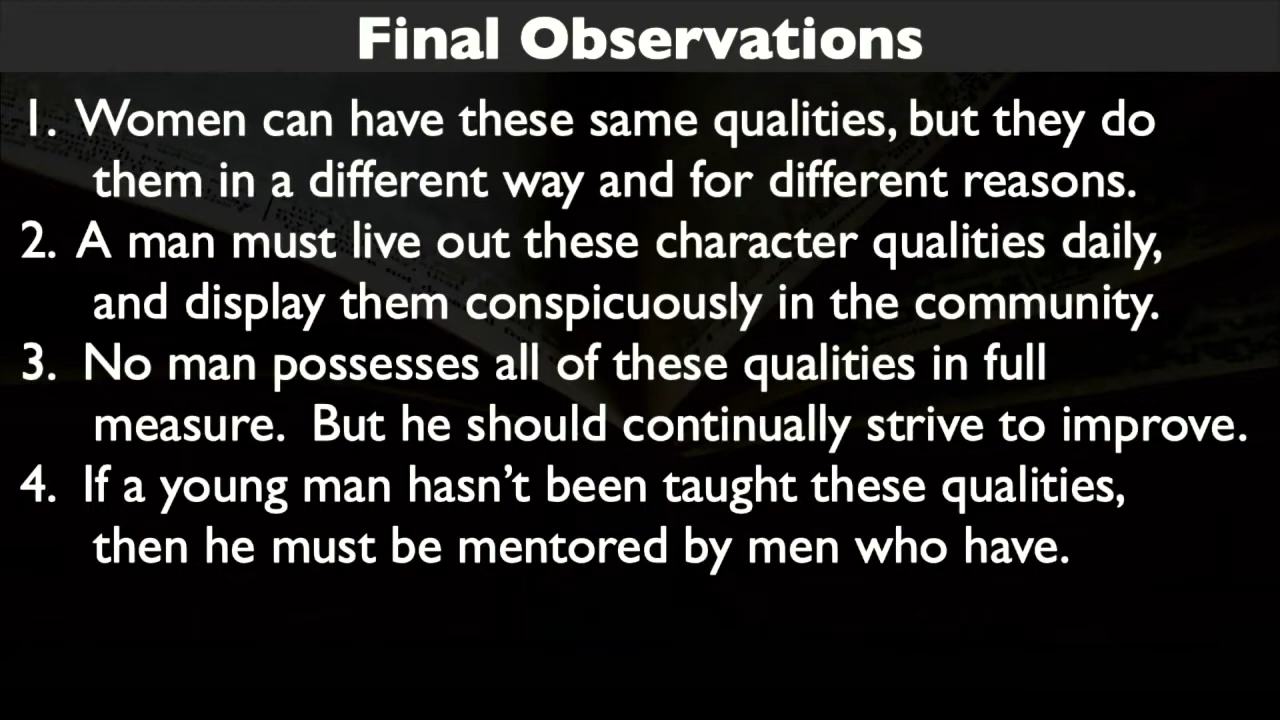 Final Observations
1. Women can have these same qualities, but they do
them in a different way and for different reasons.
2. A man must live out these character qualities daily,
and display them conspicuously in the community.
3. No man possesses all of these qualities in full
measure. But he should continually strive to improve.
4. If a young man hasn’t been taught these qualities,
then he must be mentored by men who have.